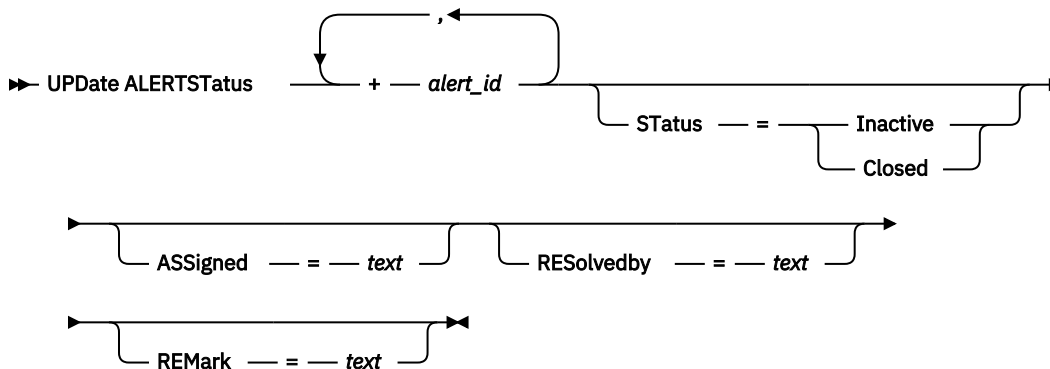 ,
UPDate ALERTSTatus + alert_id
STatus = Inactive
Closed
ASSigned = text RESolvedby = text
REMark = text